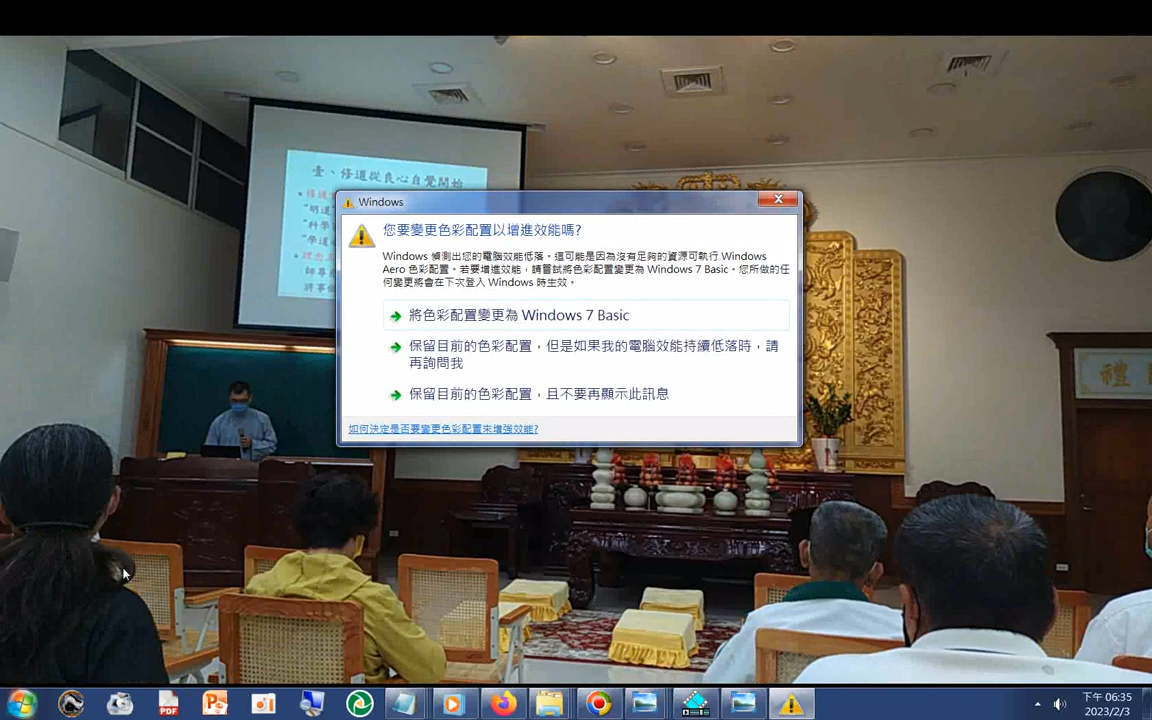 壹、修道從良心自覺開始
Windows
您要變更色彩配置以增進效能嗎?
Windows 偵測出您的電腦效能低落。這可能是因為沒有足夠的資源可執行 Windows
Aero 色彩配置。若要增進效能，請嘗試將色彩配置變更為 Windows 7 Basic。您所做的任
何變更將會在下次登入 Windows 時生效。
將色彩配置變更為 Windows 7 Basic
保留目前的色彩配置，但是如果我的電腦效能持續低落時，請
再詢問我
保留目前的色彩配置，且不要再顯示此訊息
如何決定是否要變更色彩配置來增強效能?
禮
PDF
下午 06:35
2023/2/3